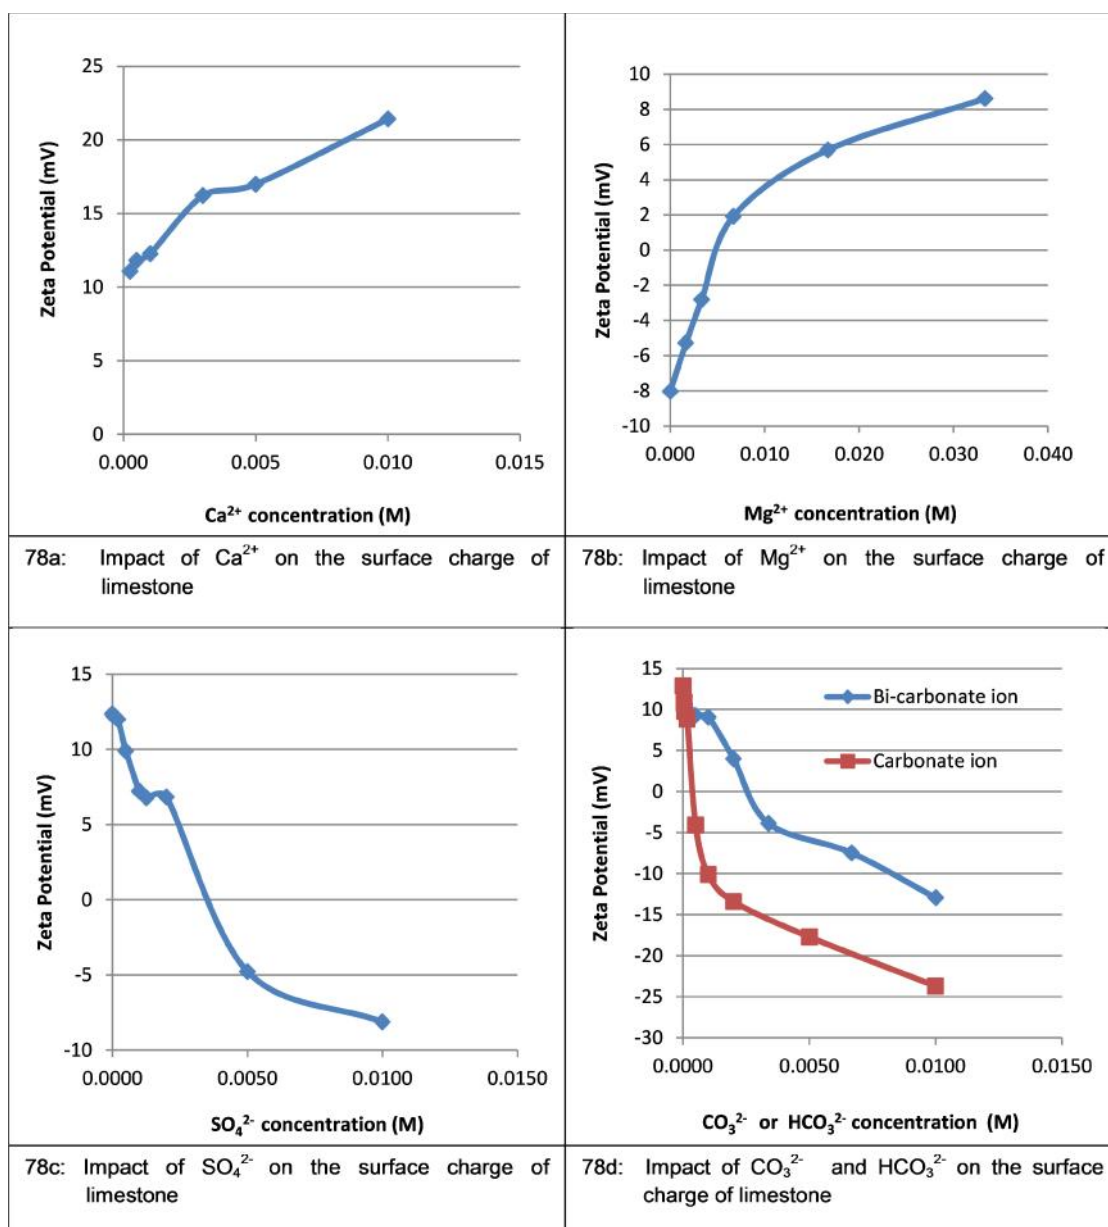 25
20
15
10
5
0
0.000 0.005 0.010 0.015
Zeta Potential (mV)
Ca²⁺ concentration (M)
10
8
6
4
2
0
-2
-4
-6
-8
-10
0.000 0.010 0.020 0.030 0.040
Zeta Potential (mV)
Mg²⁺ concentration (M)
78a: Impact of Ca²⁺ on the surface charge of
limestone
78b: Impact of Mg²⁺ on the surface charge of
limestone
15
10
5
0
-5
-10
0.0000 0.0050 0.0100 0.0150
Zeta Potential (mV)
SO₄²⁻ concentration (M)
15
10
5
0
-5
-10
-15
-20
-25
-30
0.0000 0.0050 0.0100 0.0150
Zeta Potential (mV)
Bi-carbonate ion
Carbonate ion
CO₃²⁻ or HCO₃²⁻ concentration (M)
78c: Impact of SO₄²⁻ on the surface charge of
limestone
78d: Impact of CO₃²⁻ and HCO₃²⁻ on the surface
charge of limestone